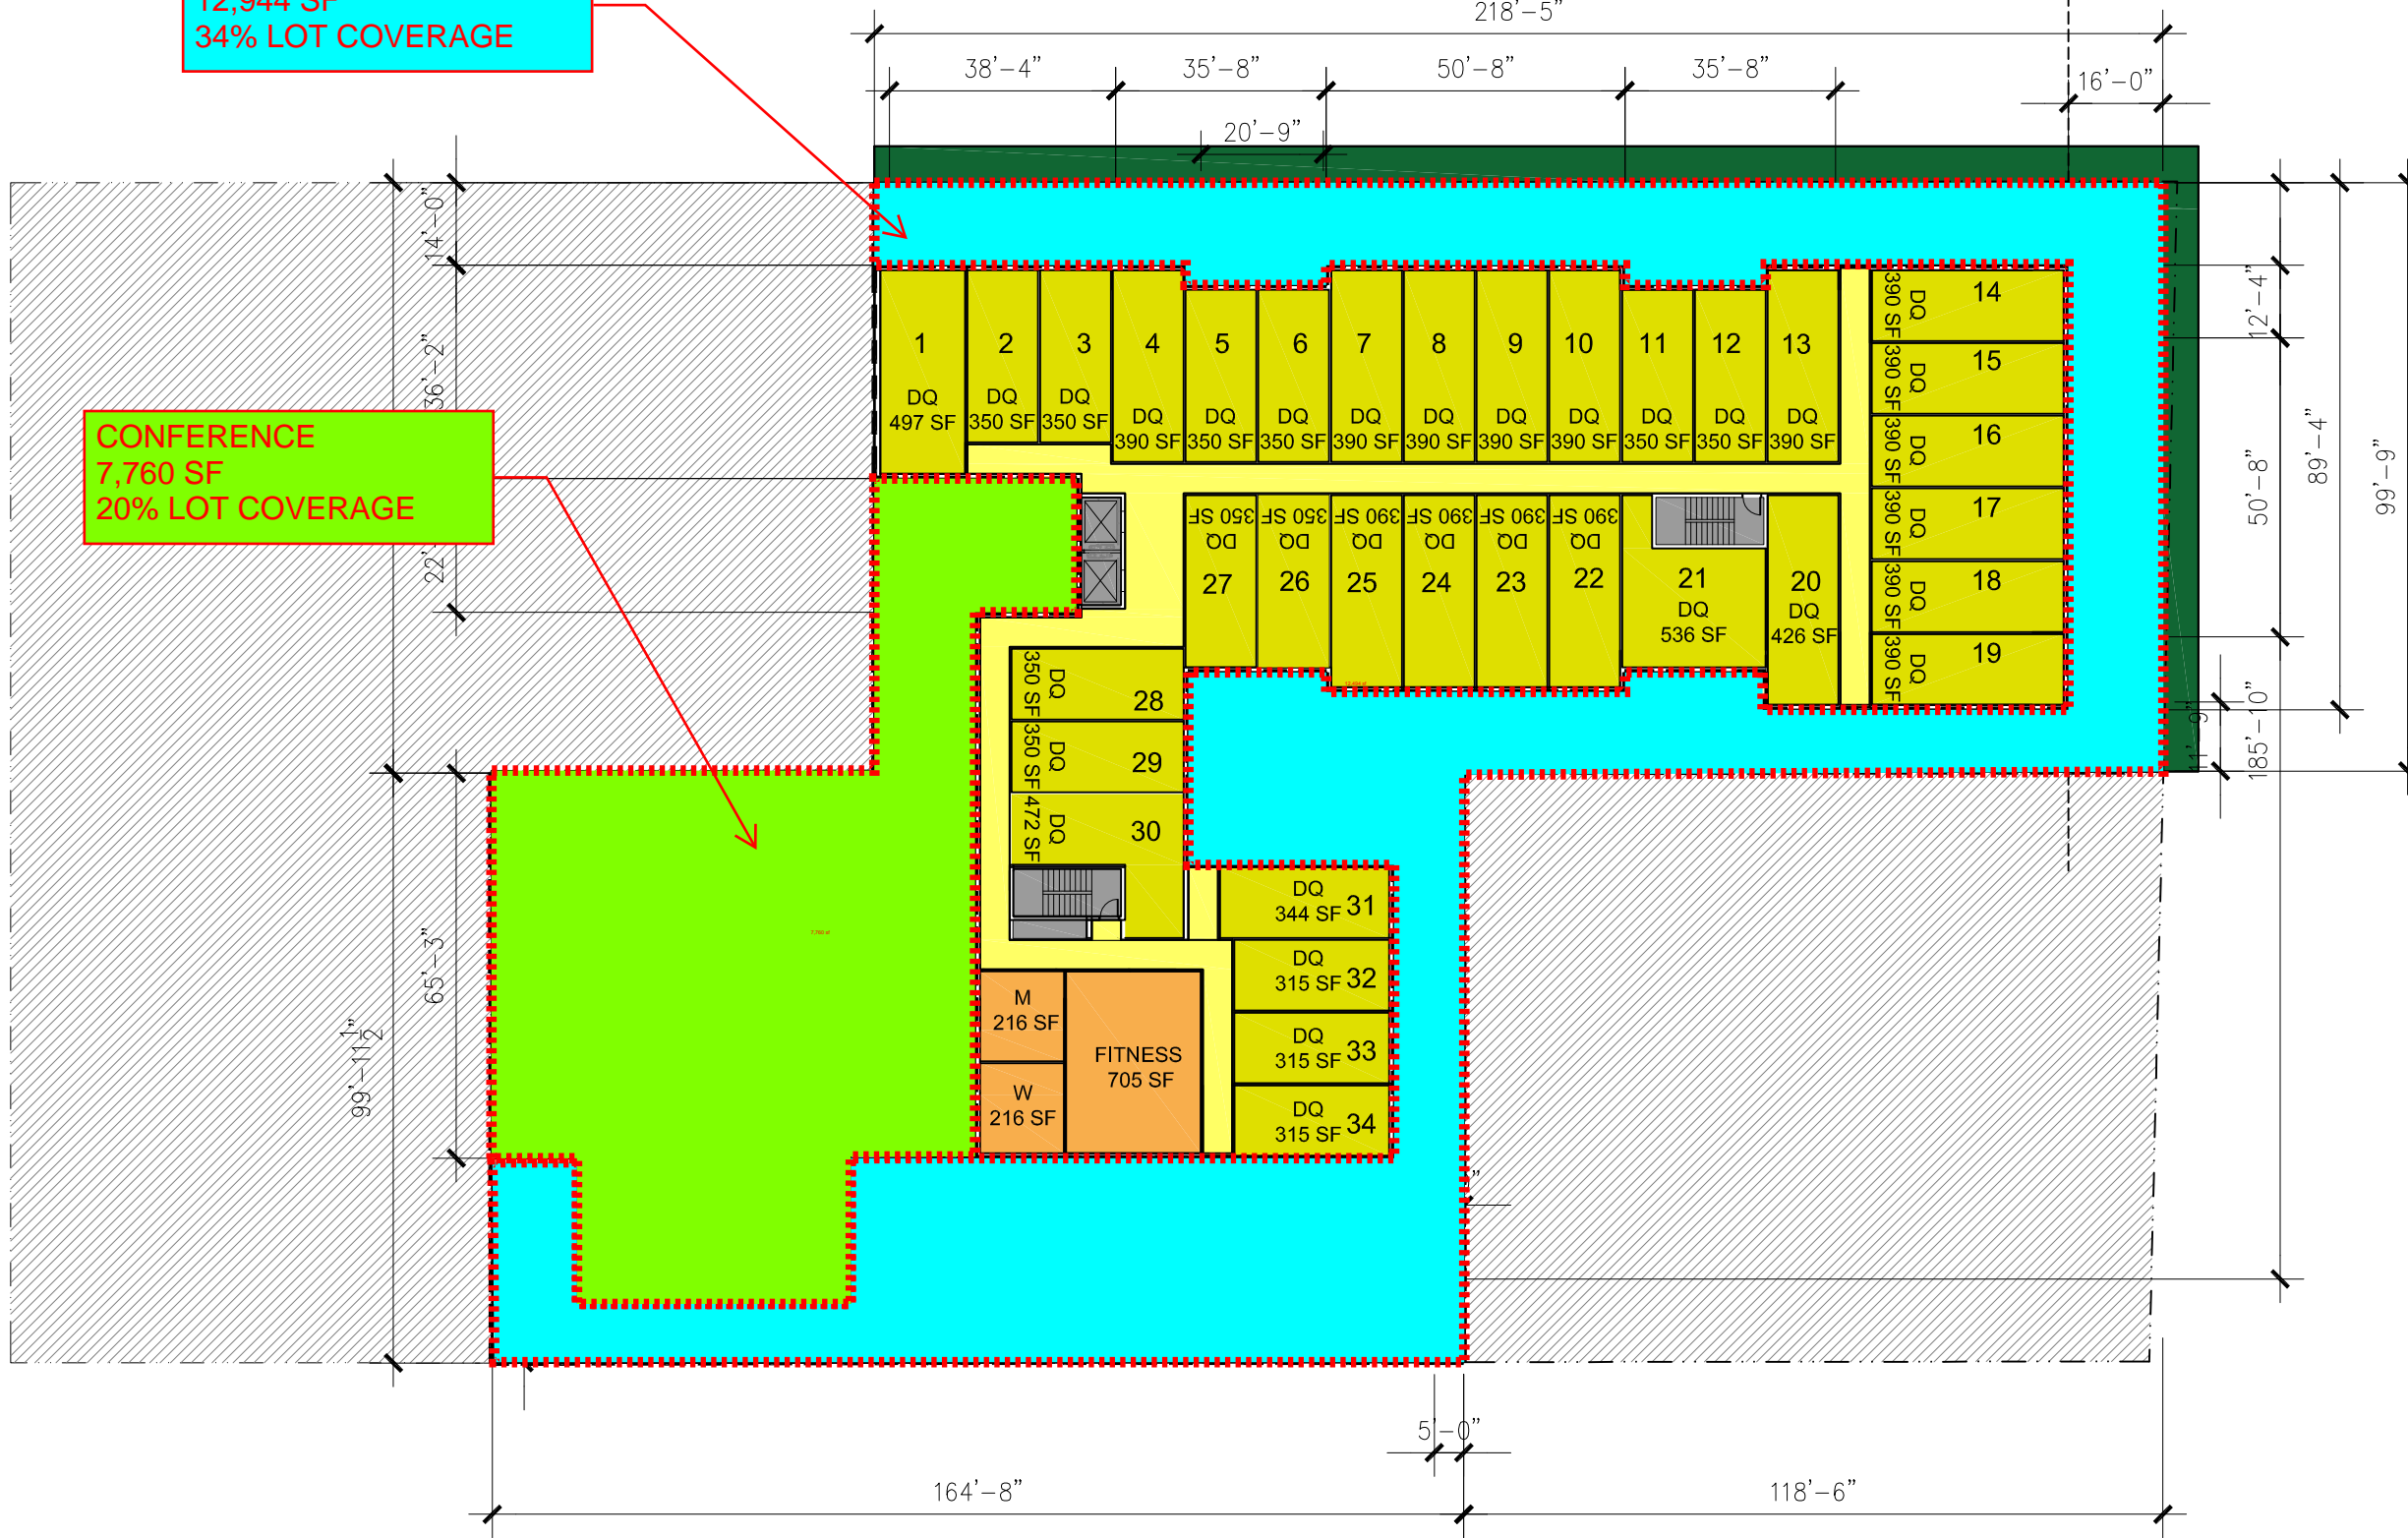 12,944 SF
34% LOT COVERAGE
218'-5"
38'-4"
35'-8"
50'-8"
35'-8"
16'-0"
20'-9"
14'-0"
36'-2"
22'
65'-3"
99'-11 1/2"
CONFERENCE
7,760 SF
20% LOT COVERAGE
1
DQ
497 SF
2
DQ
350 SF
3
DQ
350 SF
4
DQ
390 SF
5
DQ
350 SF
6
DQ
350 SF
7
DQ
390 SF
8
DQ
390 SF
9
DQ
390 SF
10
DQ
390 SF
11
DQ
350 SF
12
DQ
350 SF
13
DQ
390 SF
14
DQ
390 SF
15
DQ
390 SF
16
DQ
390 SF
17
DQ
390 SF
18
DQ
390 SF
19
DQ
390 SF
12'-4"
50'-8"
89'-4"
99'-9"
185'-10"
350 SF
DQ
27
350 SF
DQ
26
390 SF
DQ
25
390 SF
DQ
24
390 SF
DQ
23
390 SF
DQ
22
21
DQ
536 SF
20
DQ
426 SF
28
DQ
350 SF
29
DQ
350 SF
30
DQ
472 SF
DQ
344 SF 31
DQ
315 SF 32
DQ
315 SF 33
DQ
315 SF 34
M
216 SF
W
216 SF
FITNESS
705 SF
7,760 sf
5'-0"
164'-8"
118'-6"